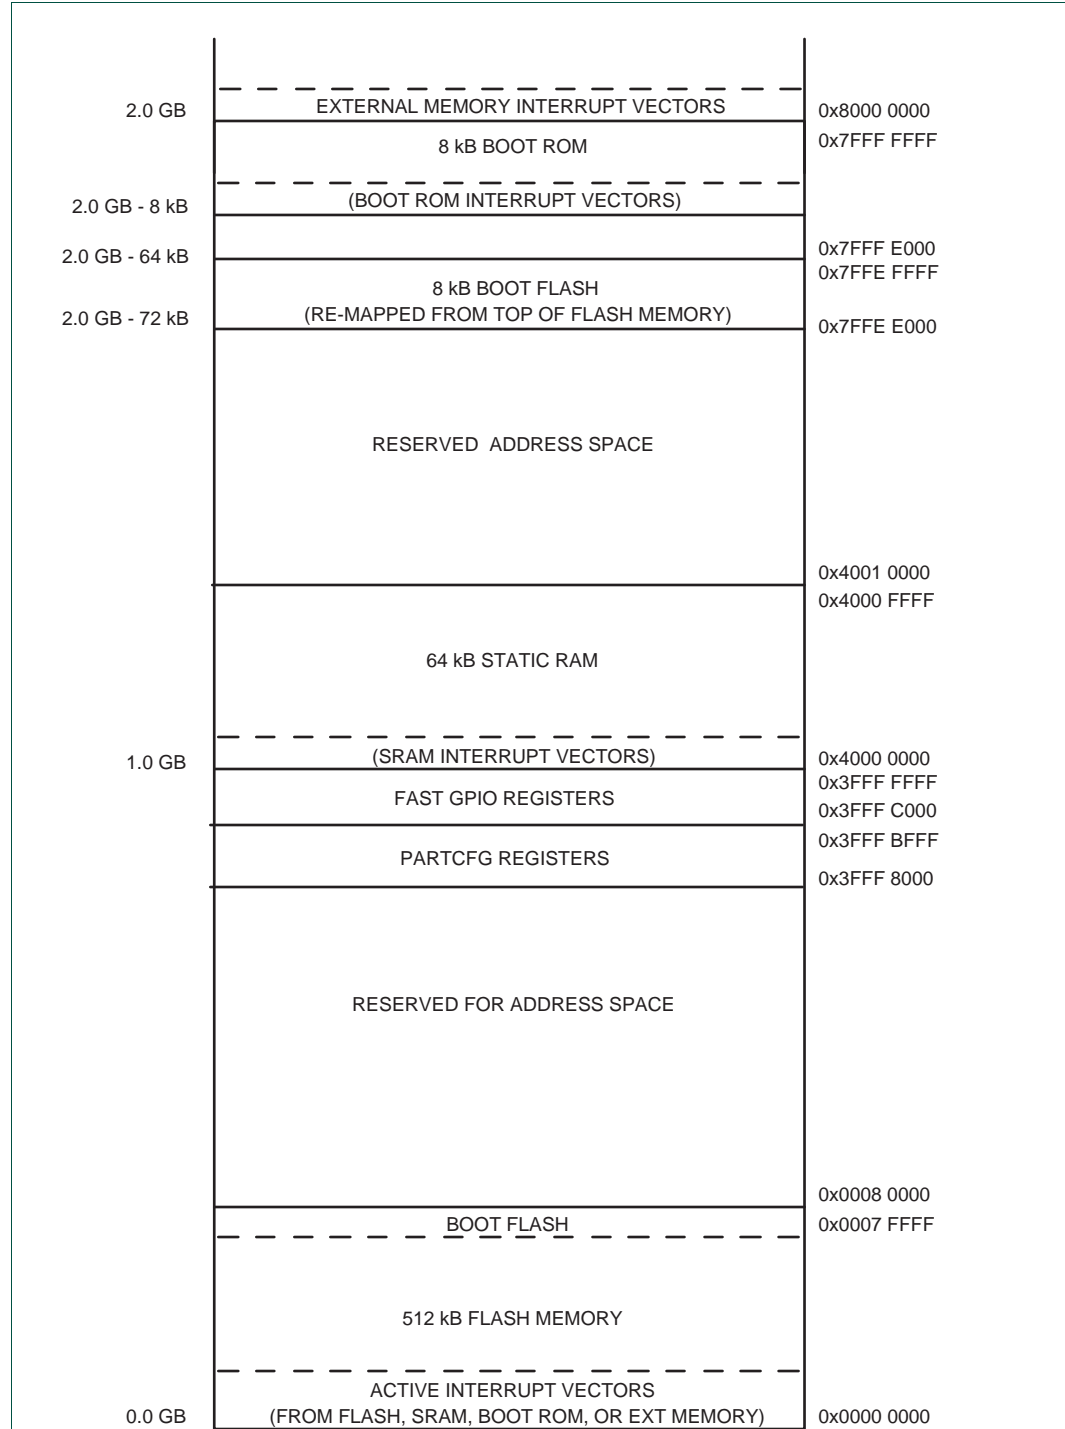 EXTERNAL MEMORY INTERRUPT VECTORS
2.0 GB
0x8000 0000
8 kB BOOT ROM
0x7FFF FFFF
(BOOT ROM INTERRUPT VECTORS)
2.0 GB - 8 kB
0x7FFF E000
2.0 GB - 64 kB
0x7FFE FFFF
8 kB BOOT FLASH
(RE-MAPPED FROM TOP OF FLASH MEMORY)
2.0 GB - 72 kB
0x7FFE E000
RESERVED ADDRESS SPACE
0x4001 0000
0x4000 FFFF
64 kB STATIC RAM
(SRAM INTERRUPT VECTORS)
1.0 GB
0x4000 0000
0x3FFF FFFF
FAST GPIO REGISTERS
0x3FFF C000
0x3FFF BFFF
PARTCFG REGISTERS
0x3FFF 8000
RESERVED FOR ADDRESS SPACE
0x0008 0000
BOOT FLASH
0x0007 FFFF
512 kB FLASH MEMORY
ACTIVE INTERRUPT VECTORS
0.0 GB
(FROM FLASH, SRAM, BOOT ROM, OR EXT MEMORY)
0x0000 0000